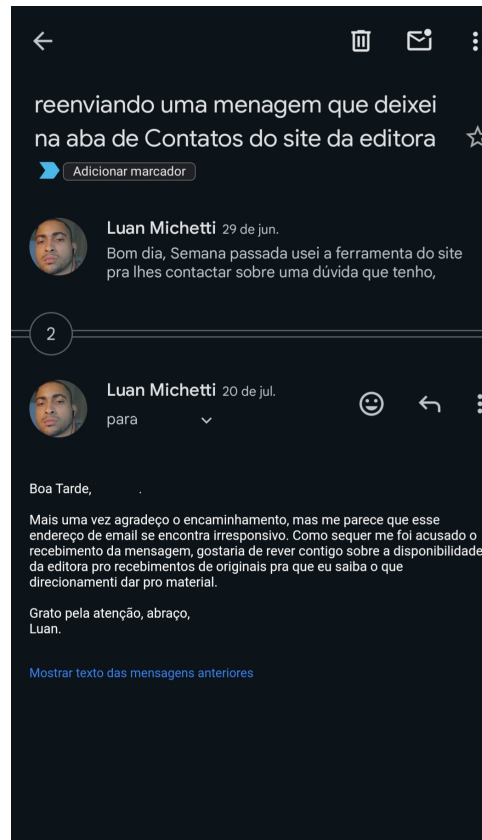 reenviando uma menagem que deixei
na aba de Contatos do site da editora
Adicionar marcador
Luan Michetti 29 de jun.
Bom dia, Semana passada usei a ferramenta do site
pra lhes contactar sobre uma dúvida que tenho,
2
Luan Michetti 20 de jul.
para
Boa Tarde, .
Mais uma vez agradeço o encaminhamento, mas me parece que esse
endereço de email se encontra irresponsivo. Como sequer me foi acusado o
recebimento da mensagem, gostaria de rever contigo sobre a disponibilidade
da editora pro recebimentos de originais pra que eu saiba o que
direcionamenti dar pro material.
Grato pela atenção, abraço,
Luan.
Mostrar texto das mensagens anteriores